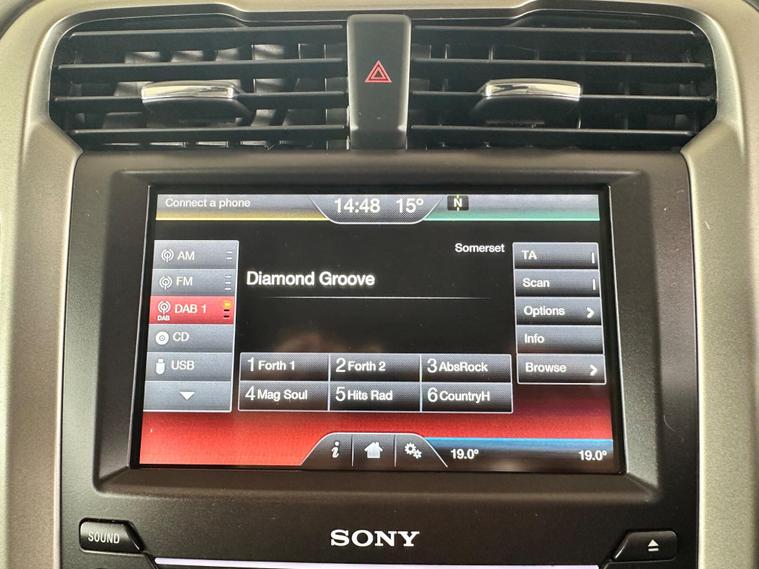 Connect a phone 14:48 15° N
Somerset
AM
FM
DAB
DAB 1
CD
USB
Diamond Groove
1 Forth 1 2 Forth 2 3 AbsRock
4 Mag Soul 5 Hits Rad 6 CountryH
TA
Scan
Options
Info
Browse
i 19.0° 19.0°
SOUND
SONY